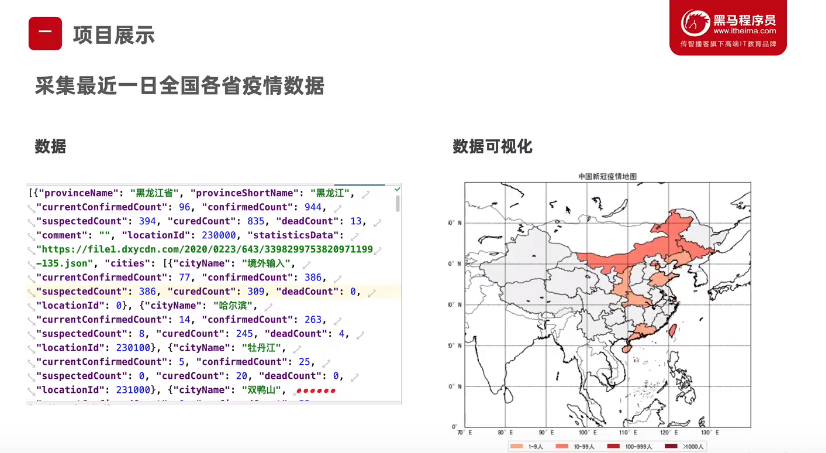 一 项目展示
黑马程序员
www.itheima.com
传智播客旗下高端IT教育品牌
采集最近一日全国各省疫情数据
数据
[{"provinceName": "黑龙江省", "provinceShortName": "黑龙江",
"currentConfirmedCount": 96, "confirmedCount": 944,
"suspectedCount": 394, "curedCount": 835, "deadCount": 13,
"comment": "", "locationId": 230000, "statisticsData":
"https://file1.dxycdn.com/2020/0223/643/3398299753820971199
-135.json", "cities": [{"cityName": "境外输入",
"currentConfirmedCount": 77, "confirmedCount": 386,
"suspectedCount": 386, "curedCount": 309, "deadCount": 0,
"locationId": 0}, {"cityName": "哈尔滨",
"currentConfirmedCount": 14, "confirmedCount": 263,
"suspectedCount": 8, "curedCount": 245, "deadCount": 4,
"locationId": 230100}, {"cityName": "牡丹江",
"currentConfirmedCount": 5, "confirmedCount": 25,
"suspectedCount": 0, "curedCount": 20, "deadCount": 0,
"locationId": 231000}, {"cityName": "双鸭山",
数据可视化
中国新冠疫情地图
0° N
0° N
0° N
0° N
0° N
0°
70° E 80° E 90° E 100° E 110° E 120° E 130° E
1-9人 10-99人 100-999人 >1000人